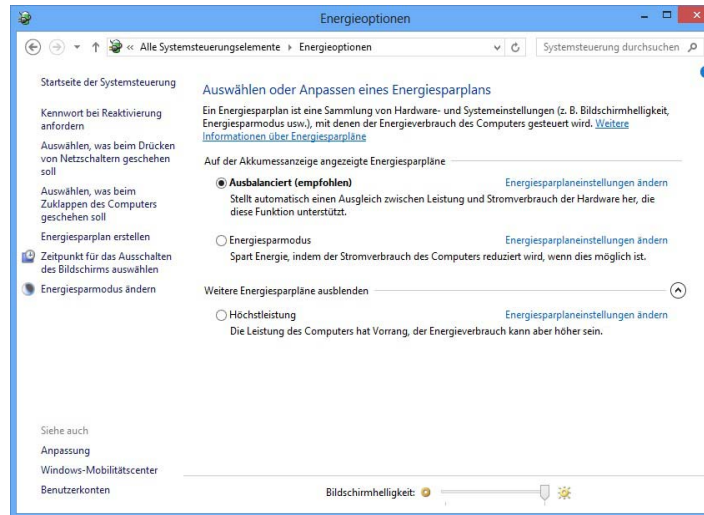 Energieoptionen
« Alle Systemsteuerungselemente ▸ Energieoptionen
Systemsteuerung durchsuchen
Startseite der Systemsteuerung
Kennwort bei Reaktivierung
anfordern
Auswählen, was beim Drücken
von Netzschaltern geschehen
soll
Auswählen, was beim
Zuklappen des Computers
geschehen soll
Energiesparplan erstellen
Zeitpunkt für das Ausschalten
des Bildschirms auswählen
Energiesparmodus ändern
Siehe auch
Anpassung
Windows-Mobilitätscenter
Benutzerkonten
Auswählen oder Anpassen eines Energiesparplans
Ein Energiesparplan ist eine Sammlung von Hardware- und Systemeinstellungen (z. B. Bildschirmhelligkeit,
Energiesparmodus usw.), mit denen der Energieverbrauch des Computers gesteuert wird. Weitere
Informationen über Energiesparpläne
Auf der Akkumessanzeige angezeigte Energiesparpläne
Ausbalanciert (empfohlen) Energiesparplaneinstellungen ändern
Stellt automatisch einen Ausgleich zwischen Leistung und Stromverbrauch der Hardware her, die
diese Funktion unterstützt.
Energiesparmodus Energiesparplaneinstellungen ändern
Spart Energie, indem der Stromverbrauch des Computers reduziert wird, wenn dies möglich ist.
Weitere Energiesparpläne ausblenden
Höchstleistung Energiesparplaneinstellungen ändern
Die Leistung des Computers hat Vorrang, der Energieverbrauch kann aber höher sein.
Bildschirmhelligkeit: